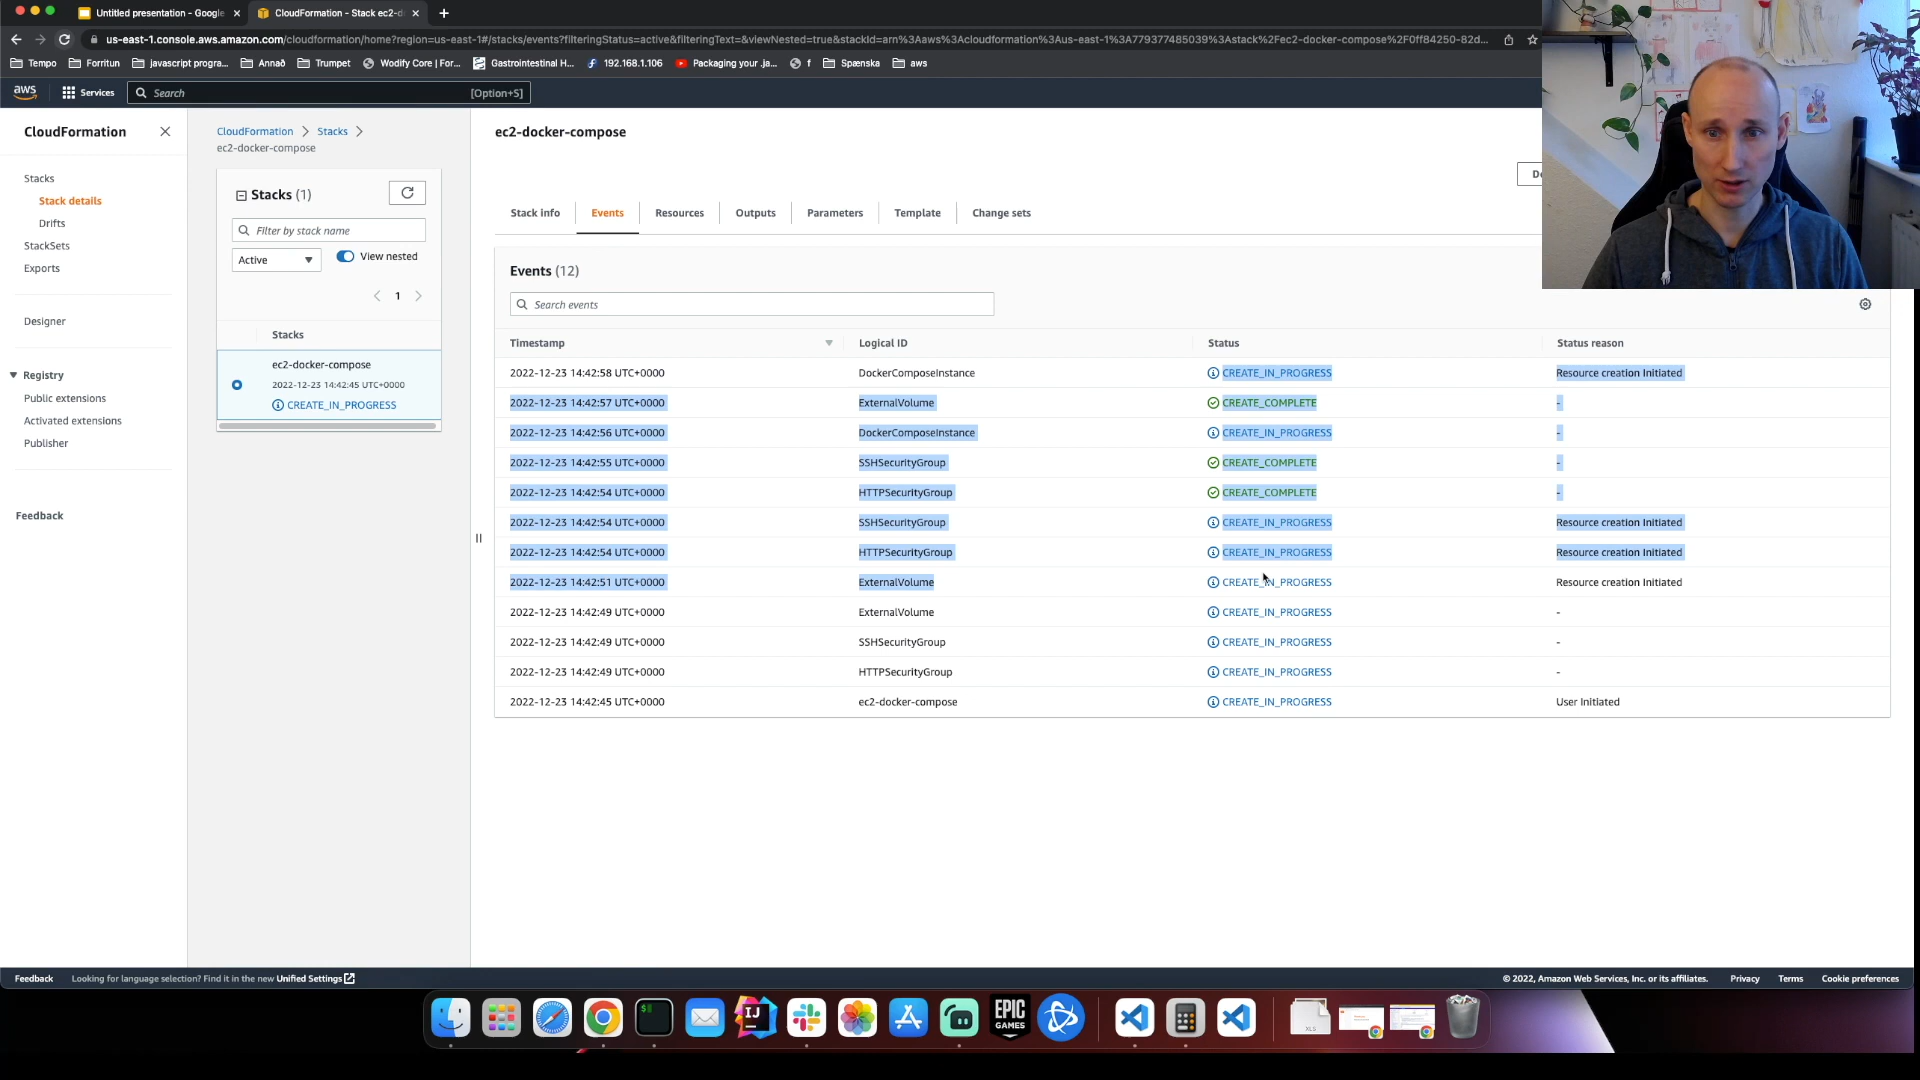 Untitled presentation - Google
CloudFormation - Stack ec2-d
us-east-1.console.aws.amazon.com/cloudformation/home?region=us-east-1#/stacks/events?filteringStatus=active&filteringText=&viewNested=true&stackId=arn%3Aaws%3Acloudformation%3Aus-east-1%3A779377485039%3Astack%2Fec2-docker-compose%2F0ff84250-82d...
Tempo Forritun javascript progra... Annað Trumpet Wodify Core | For... Gastrointestinal H... 192.168.1.106 Packaging your .ja... f Spænska aws
aws Services Search [Option+S]
CloudFormation
Stacks
Stack details
Drifts
StackSets
Exports
Designer
Registry
Public extensions
Activated extensions
Publisher
Feedback
CloudFormation > Stacks >
ec2-docker-compose
Stacks (1)
Filter by stack name
Active View nested
1
Stacks
ec2-docker-compose
2022-12-23 14:42:45 UTC+0000
CREATE_IN_PROGRESS
ec2-docker-compose
De
Stack info Events Resources Outputs Parameters Template Change sets
Events (12)
Search events
Timestamp Logical ID Status Status reason
2022-12-23 14:42:58 UTC+0000 DockerComposeInstance CREATE_IN_PROGRESS Resource creation Initiated
2022-12-23 14:42:57 UTC+0000 ExternalVolume CREATE_COMPLETE -
2022-12-23 14:42:56 UTC+0000 DockerComposeInstance CREATE_IN_PROGRESS -
2022-12-23 14:42:55 UTC+0000 SSHSecurityGroup CREATE_COMPLETE -
2022-12-23 14:42:54 UTC+0000 HTTPSecurityGroup CREATE_COMPLETE -
2022-12-23 14:42:54 UTC+0000 SSHSecurityGroup CREATE_IN_PROGRESS Resource creation Initiated
2022-12-23 14:42:54 UTC+0000 HTTPSecurityGroup CREATE_IN_PROGRESS Resource creation Initiated
2022-12-23 14:42:51 UTC+0000 ExternalVolume CREATE_IN_PROGRESS Resource creation Initiated
2022-12-23 14:42:49 UTC+0000 ExternalVolume CREATE_IN_PROGRESS -
2022-12-23 14:42:49 UTC+0000 SSHSecurityGroup CREATE_IN_PROGRESS -
2022-12-23 14:42:49 UTC+0000 HTTPSecurityGroup CREATE_IN_PROGRESS -
2022-12-23 14:42:45 UTC+0000 ec2-docker-compose CREATE_IN_PROGRESS User Initiated
Feedback Looking for language selection? Find it in the new Unified Settings © 2022, Amazon Web Services, Inc. or its affiliates. Privacy Terms Cookie preferences
$
IJ
EPIC
GAMES
XLS